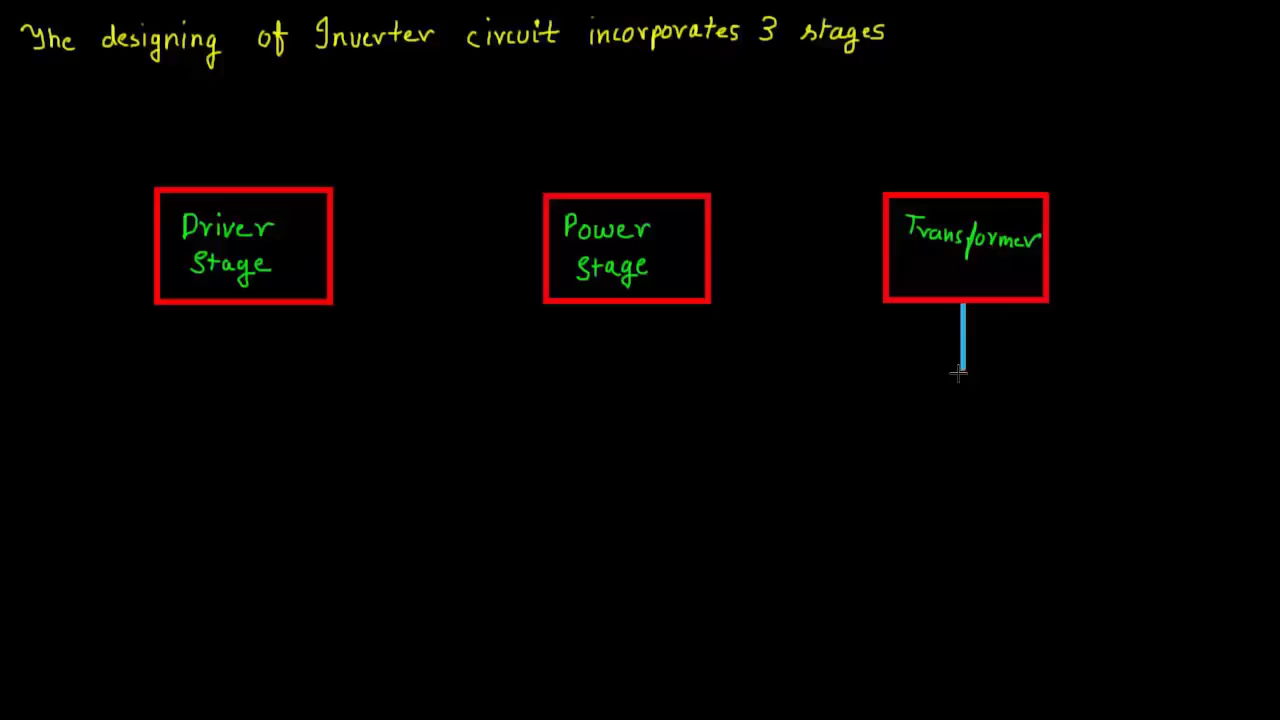 The designing of Inverter circuit incorporates 3 stages
Driver
Stage
Power
Stage
Transformer